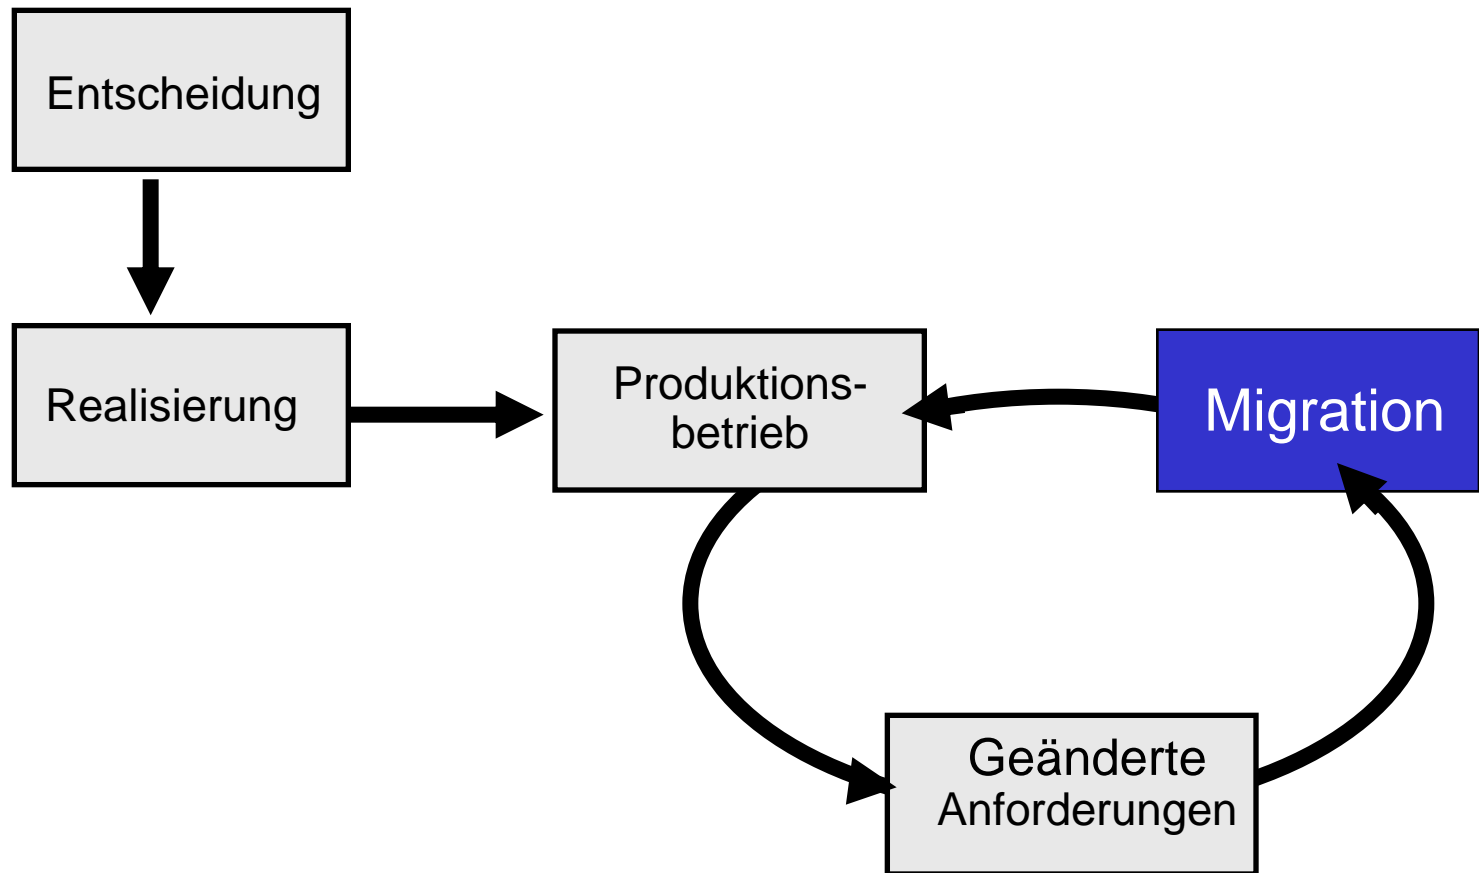 Entscheidung
Realisierung
Produktions-
betrieb
Migration
Geänderte
Anforderungen